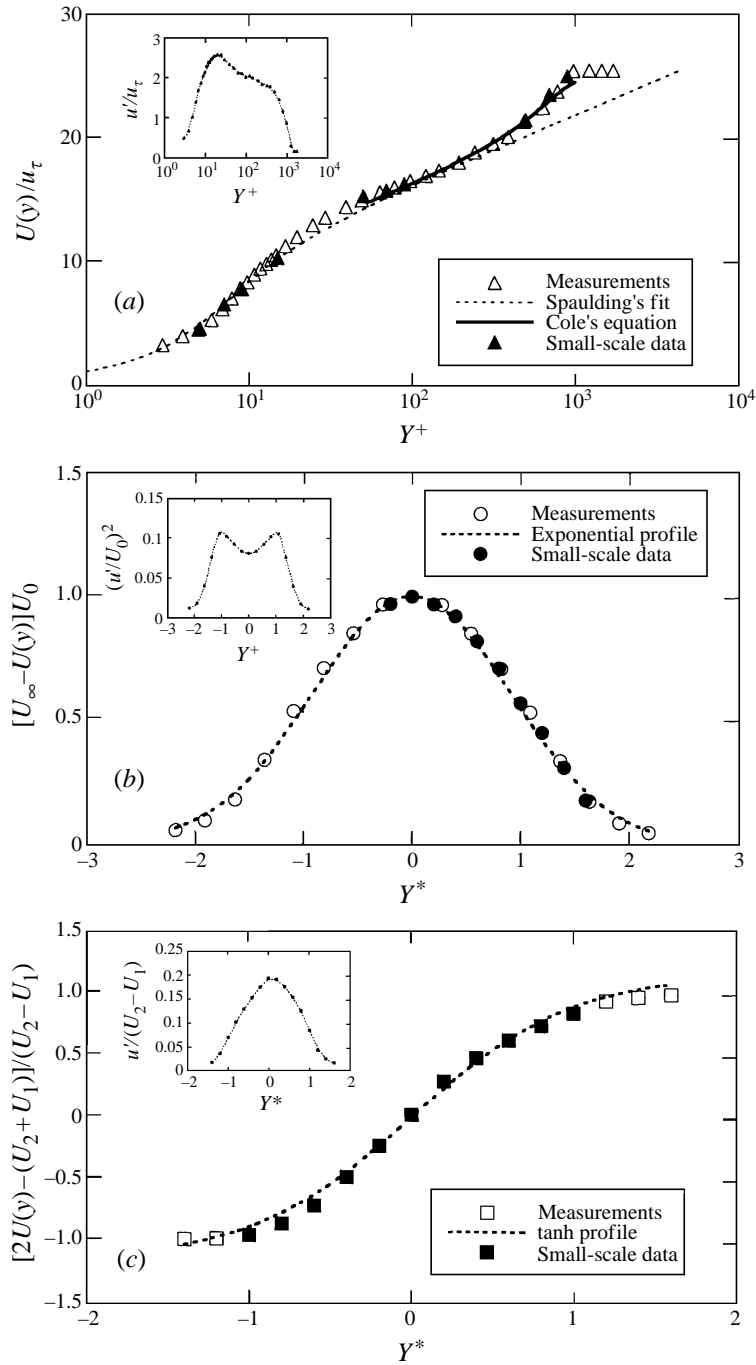 30
20
10
0
U(y)/u_τ
3
2
1
0
u'/u_τ
10^0 10^1 10^2 10^3 10^4
Y^+
(a)
Measurements
Spaulding's fit
Cole's equation
Small-scale data
10^0 10^1 10^2 10^3 10^4
Y^+
1.5
1.0
0.5
0
[U_∞–U(y)]U_0
0.15
0.10
0.05
0
(u'/U_0)^2
–3 –2 –1 0 1 2 3
Y^+
(b)
Measurements
Exponential profile
Small-scale data
–3 –2 –1 0 1 2 3
Y^*
1.5
1.0
0.5
0
–0.5
–1.0
–1.5
[2U(y)–(U_2+U_1)]/(U_2–U_1)
0.25
0.2
0.15
0.1
0.05
0
u'/(U_2–U_1)
–2 –1 0 1 2
Y*
(c)
Measurements
tanh profile
Small-scale data
–2 –1 0 1 2
Y^*